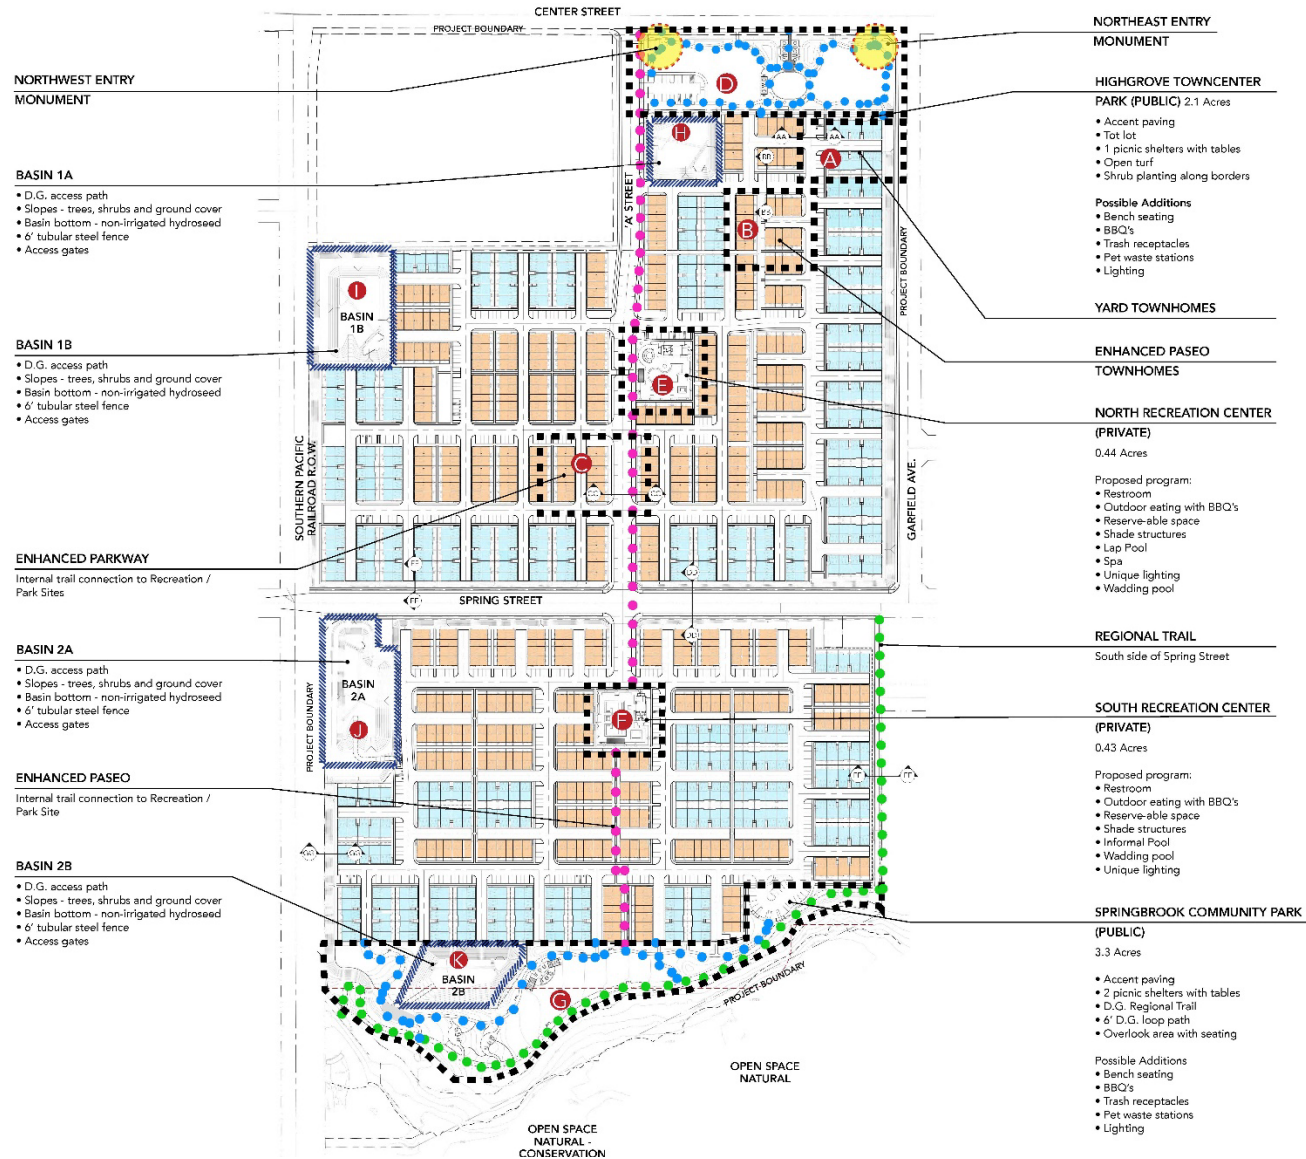 CENTER STREET
PROJECT BOUNDARY
NORTHWEST ENTRY
MONUMENT
BASIN 1A
• D.G. access path
• Slopes - trees, shrubs and ground cover
• Basin bottom - non-irrigated hydroseed
• 6' tubular steel fence
• Access gates
BASIN 1B
• D.G. access path
• Slopes - trees, shrubs and ground cover
• Basin bottom - non-irrigated hydroseed
• 6' tubular steel fence
• Access gates
ENHANCED PARKWAY
Internal trail connection to Recreation /
Park Sites
BASIN 2A
• D.G. access path
• Slopes - trees, shrubs and ground cover
• Basin bottom - non-irrigated hydroseed
• 6' tubular steel fence
• Access gates
ENHANCED PASEO
Internal trail connection to Recreation /
Park Site
BASIN 2B
• D.G. access path
• Slopes - trees, shrubs and ground cover
• Basin bottom - non-irrigated hydroseed
• 6' tubular steel fence
• Access gates
D
H
AA
AA
A
BB
'A' STREET
B
BB
PROJECT BOUNDARY
I
BASIN
1B
E
SOUTHERN PACIFIC
RAILROAD R.O.W.
C
CC
CC
GARFIELD AVE.
EE
EE
SPRING STREET
DD
DD
BASIN
2A
J
PROJECT BOUNDARY
F
FF
FF
GG
GG
K
BASIN
2B
G
PROJECT BOUNDARY
OPEN SPACE
NATURAL
OPEN SPACE
NATURAL -
CONSERVATION
NORTHEAST ENTRY
MONUMENT
HIGHGROVE TOWNCENTER
PARK (PUBLIC) 2.1 Acres
• Accent paving
• Tot lot
• 1 picnic shelters with tables
• Open turf
• Shrub planting along borders
Possible Additions
• Bench seating
• BBQ's
• Trash receptacles
• Pet waste stations
• Lighting
YARD TOWNHOMES
ENHANCED PASEO
TOWNHOMES
NORTH RECREATION CENTER
(PRIVATE)
0.44 Acres
Proposed program:
• Restroom
• Outdoor eating with BBQ's
• Reserve-able space
• Shade structures
• Lap Pool
• Spa
• Unique lighting
• Wadding pool
REGIONAL TRAIL
South side of Spring Street
SOUTH RECREATION CENTER
(PRIVATE)
0.43 Acres
Proposed program:
• Restroom
• Outdoor eating with BBQ's
• Reserve-able space
• Shade structures
• Informal Pool
• Wadding pool
• Unique lighting
SPRINGBROOK COMMUNITY PARK
(PUBLIC)
3.3 Acres
• Accent paving
• 2 picnic shelters with tables
• D.G. Regional Trail
• 6' D.G. loop path
• Overlook area with seating
Possible Additions
• Bench seating
• BBQ's
• Trash receptacles
• Pet waste stations
• Lighting